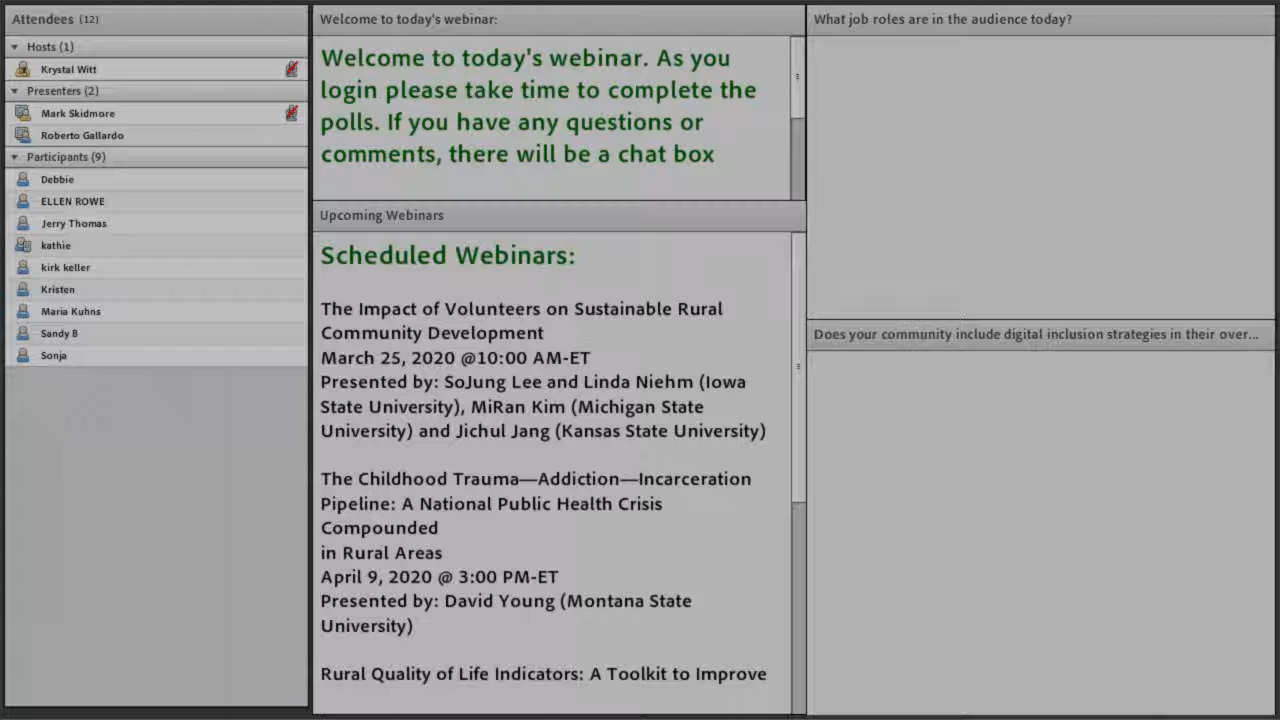 Attendees (12)
Hosts (1)
Krystal Witt
Presenters (2)
Mark Skidmore
Roberto Gallardo
Participants (9)
Debbie
ELLEN ROWE
Jerry Thomas
kathie
kirk keller
Kristen
Maria Kuhns
Sandy B
Sonja
Welcome to today's webinar:
Welcome to today's webinar. As you
login please take time to complete the
polls. If you have any questions or
comments, there will be a chat box
Upcoming Webinars
Scheduled Webinars:
The Impact of Volunteers on Sustainable Rural
Community Development
March 25, 2020 @10:00 AM-ET
Presented by: SoJung Lee and Linda Niehm (Iowa
State University), MiRan Kim (Michigan State
University) and Jichul Jang (Kansas State University)
The Childhood Trauma—Addiction—Incarceration
Pipeline: A National Public Health Crisis
Compounded
in Rural Areas
April 9, 2020 @ 3:00 PM-ET
Presented by: David Young (Montana State
University)
Rural Quality of Life Indicators: A Toolkit to Improve
What job roles are in the audience today?
Does your community include digital inclusion strategies in their over...